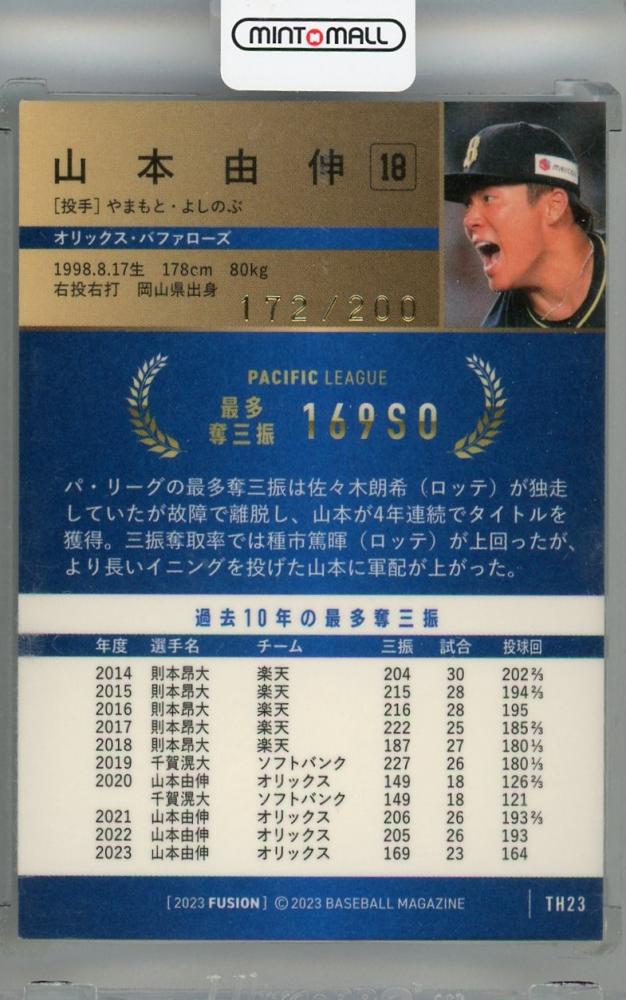 MINT MALL
山本由伸 18
[投手] やまもと・よしのぶ
オリックス・バファローズ
1998.8.17生 178cm 80kg
右投右打 岡山県出身
172/200
PACIFIC LEAGUE
最多
奪三振 169SO
パ・リーグの最多奪三振は佐々木朗希（ロッテ）が独走
していたが故障で離脱し、山本が4年連続でタイトルを
獲得。三振奪取率では種市篤暉（ロッテ）が上回ったが、
より長いイニングを投げた山本に軍配が上がった。
過去10年の最多奪三振
年度 選手名 チーム 三振 試合 投球回
2014 則本昂大 楽天 204 30 202⅔
2015 則本昂大 楽天 215 28 194⅔
2016 則本昂大 楽天 216 28 195
2017 則本昂大 楽天 222 25 185⅔
2018 則本昂大 楽天 187 27 180⅓
2019 千賀滉大 ソフトバンク 227 26 180⅓
2020 山本由伸 オリックス 149 18 126⅔
千賀滉大 ソフトバンク 149 18 121
2021 山本由伸 オリックス 206 26 193⅔
2022 山本由伸 オリックス 205 26 193
2023 山本由伸 オリックス 169 23 164
[2023 FUSION] ©2023 BASEBALL MAGAZINE TH23